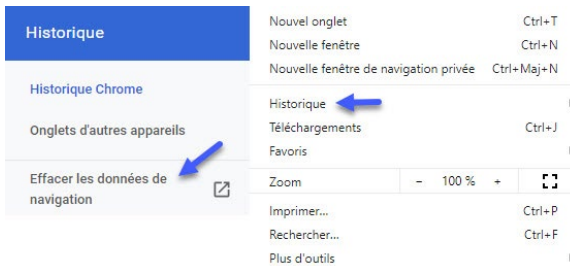 Historique
Historique Chrome
Onglets d'autres appareils
Effacer les données de
navigation
Nouvel onglet Ctrl+T
Nouvelle fenêtre Ctrl+N
Nouvelle fenêtre de navigation privée Ctrl+Maj+N
Historique
Téléchargements Ctrl+J
Favoris
Zoom - 100 % +
Imprimer... Ctrl+P
Rechercher... Ctrl+F
Plus d'outils